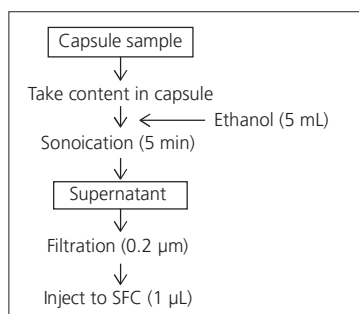 Capsule sample
Take content in capsule
Ethanol (5 mL)
Sonoication (5 min)
Supernatant
Filtration (0.2 μm)
Inject to SFC (1 μL)